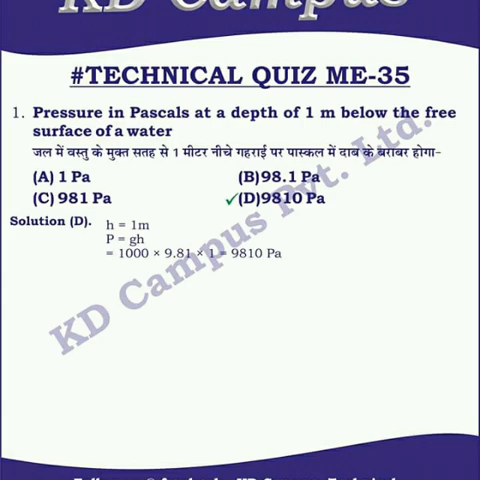 KD Campus
#TECHNICAL QUIZ ME-35
1. Pressure in Pascals at a depth of 1 m below the free
surface of a water
जल में वस्तु के मुक्त सतह से 1 मीटर नीचे गहराई पर पास्कल में दाब के बराबर होगा-
(A) 1 Pa (B) 98.1 Pa
(C) 981 Pa ✓(D) 9810 Pa
Solution (D). h = 1m
P = gh
= 1000 × 9.81 × 1 = 9810 Pa
KD Campus Pvt. Ltd.